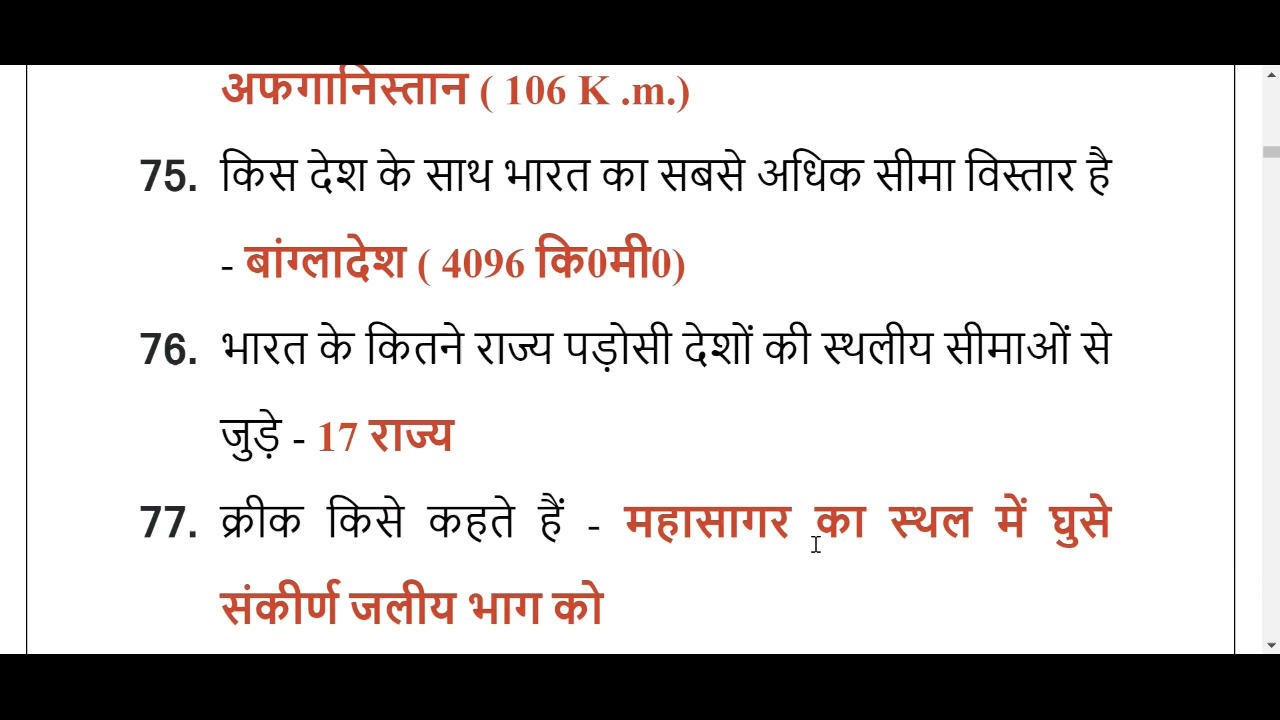 अफगानिस्तान ( 106 K .m.)
75. किस देश के साथ भारत का सबसे अधिक सीमा विस्तार है
- बांग्लादेश ( 4096 कि0मी0)
76. भारत के कितने राज्य पड़ोसी देशों की स्थलीय सीमाओं से
जुड़े - 17 राज्य
77. क्रीक किसे कहते हैं - महासागर का स्थल में घुसे
संकीर्ण जलीय भाग को